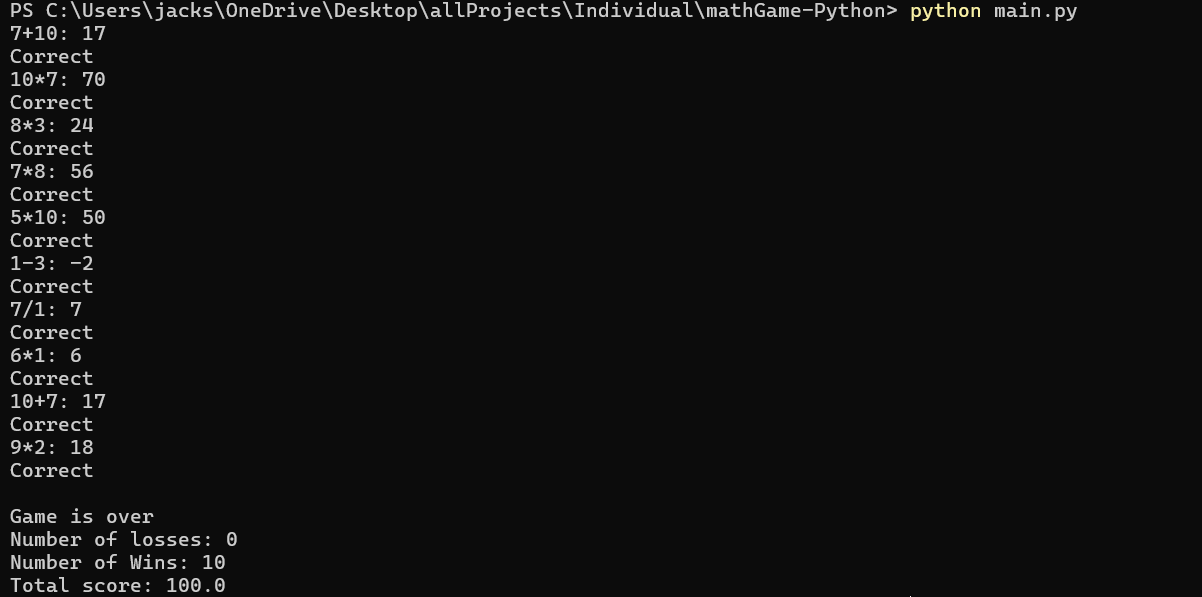 PS C:\Users\jacks\OneDrive\Desktop\allProjects\Individual\mathGame-Python> python main.py
7+10: 17
Correct
10*7: 70
Correct
8*3: 24
Correct
7*8: 56
Correct
5*10: 50
Correct
1-3: -2
Correct
7/1: 7
Correct
6*1: 6
Correct
10+7: 17
Correct
9*2: 18
Correct
Game is over
Number of losses: 0
Number of Wins: 10
Total score: 100.0